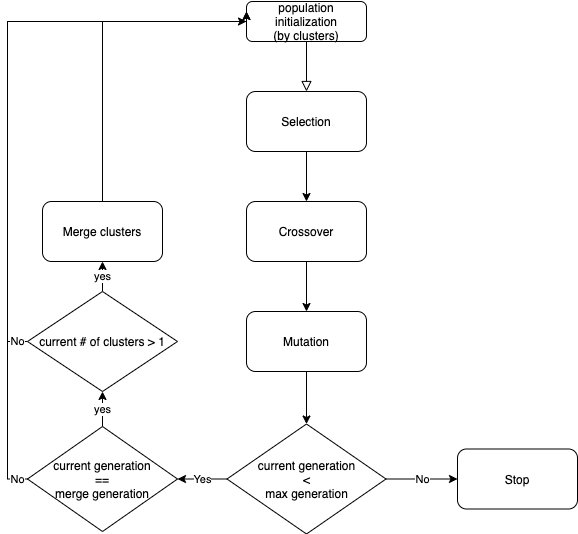 population
initialization
(by clusters)
Selection
Merge clusters
Crossover
yes
No
current # of clusters > 1
Mutation
yes
current generation
==
merge generation
No
Yes
current generation
<
max generation
No
Stop